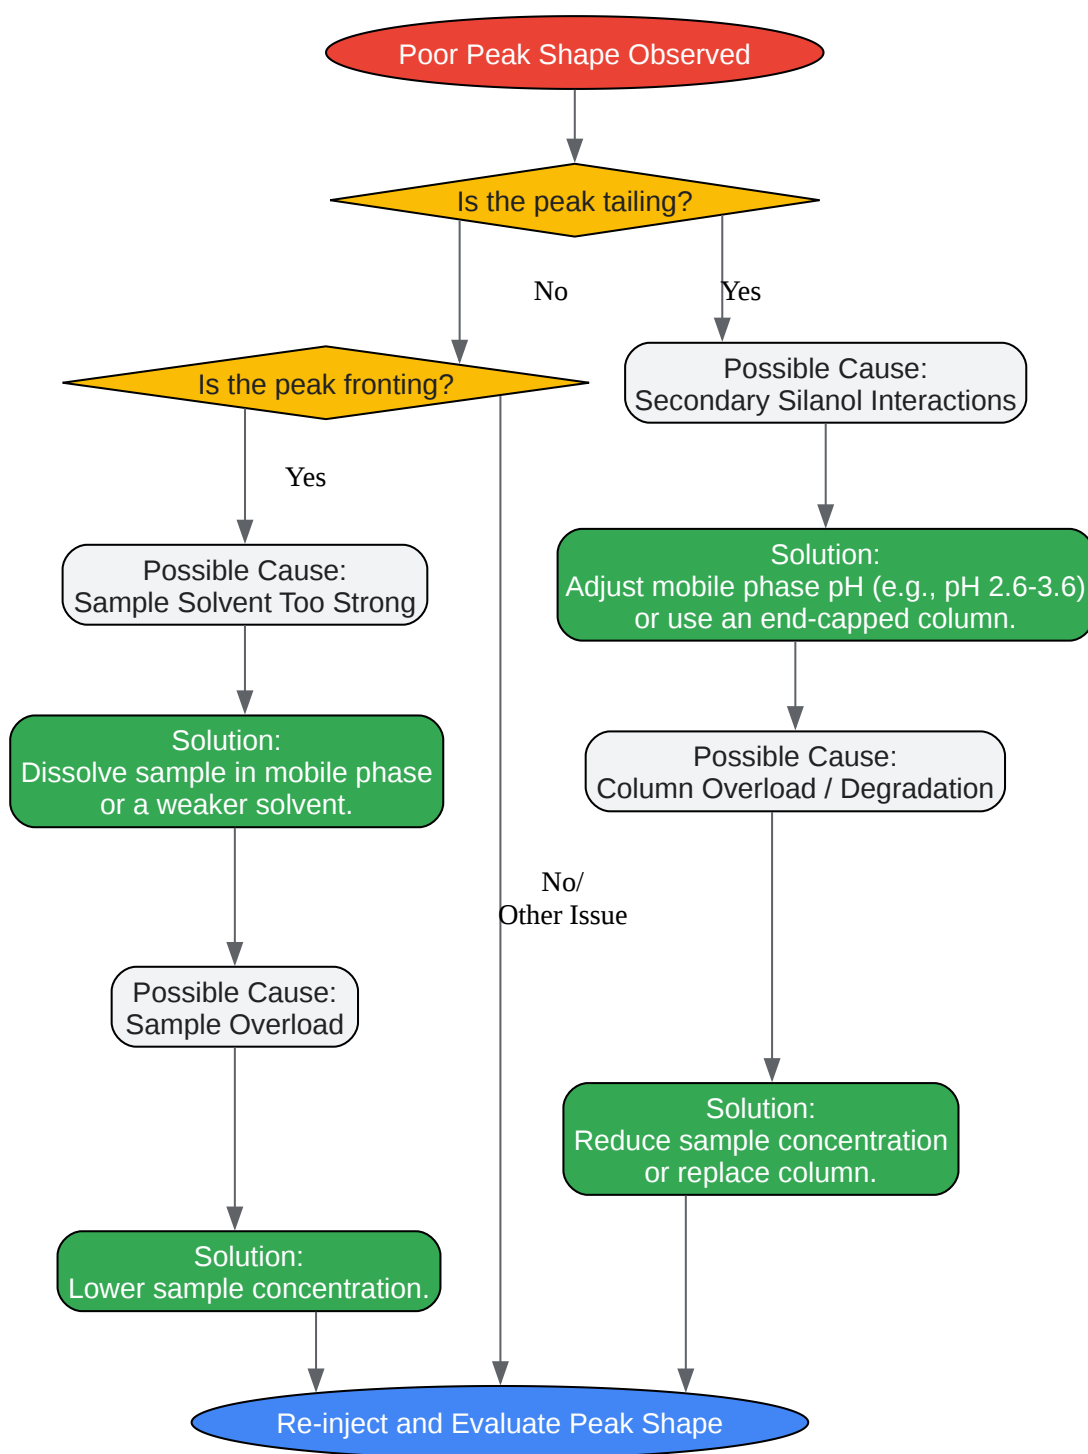 Poor Peak Shape Observed
Is the peak tailing?
No
Yes
Is the peak fronting?
Possible Cause:
Secondary Silanol Interactions
Yes
Possible Cause:
Sample Solvent Too Strong
Solution:
Adjust mobile phase pH (e.g., pH 2.6-3.6)
or use an end-capped column.
Solution:
Dissolve sample in mobile phase
or a weaker solvent.
Possible Cause:
Column Overload / Degradation
No/
Other Issue
Possible Cause:
Sample Overload
Solution:
Reduce sample concentration
or replace column.
Solution:
Lower sample concentration.
Re-inject and Evaluate Peak Shape